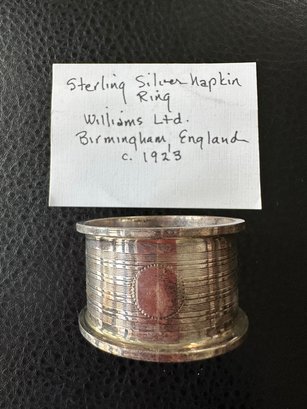 Sterling Silver Napkin
Ring
Williams Ltd.
Birmingham, England
c. 1923